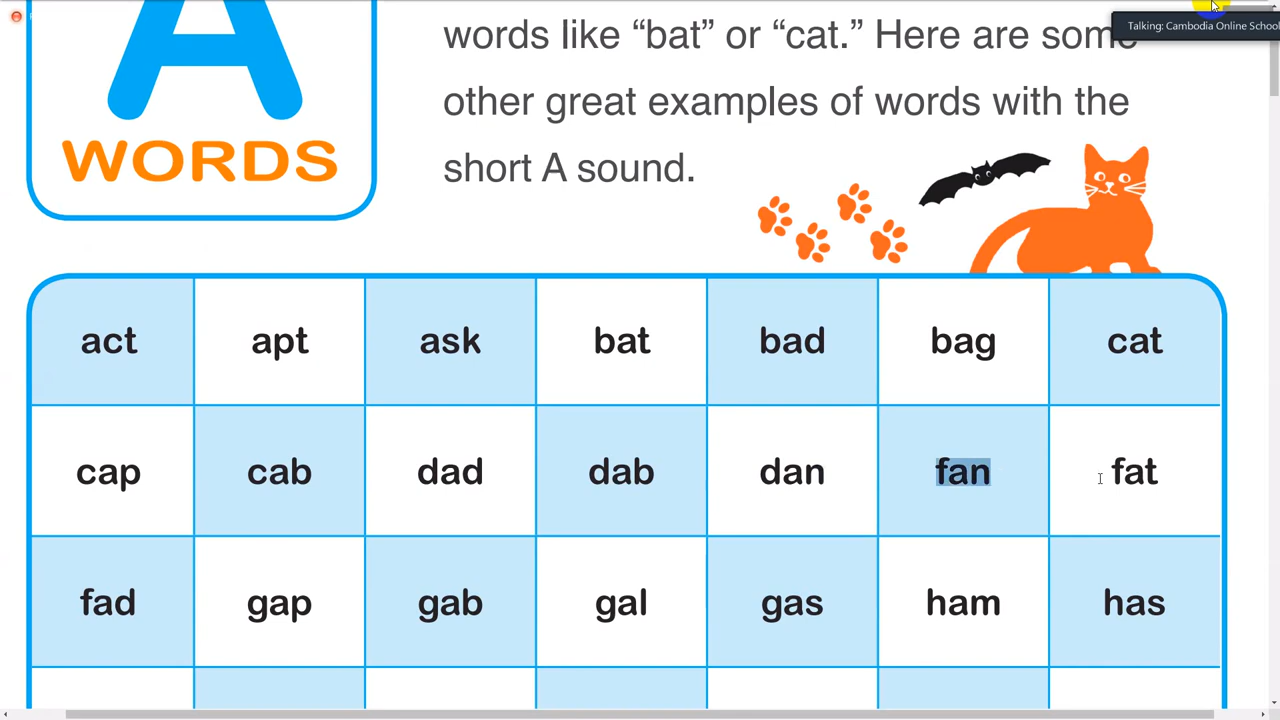 A
WORDS
words like “bat” or “cat.” Here are some
other great examples of words with the
short A sound.
Talking: Cambodia Online School
act apt ask bat bad bag cat
cap cab dad dab dan fan fat
fad gap gab gal gas ham has